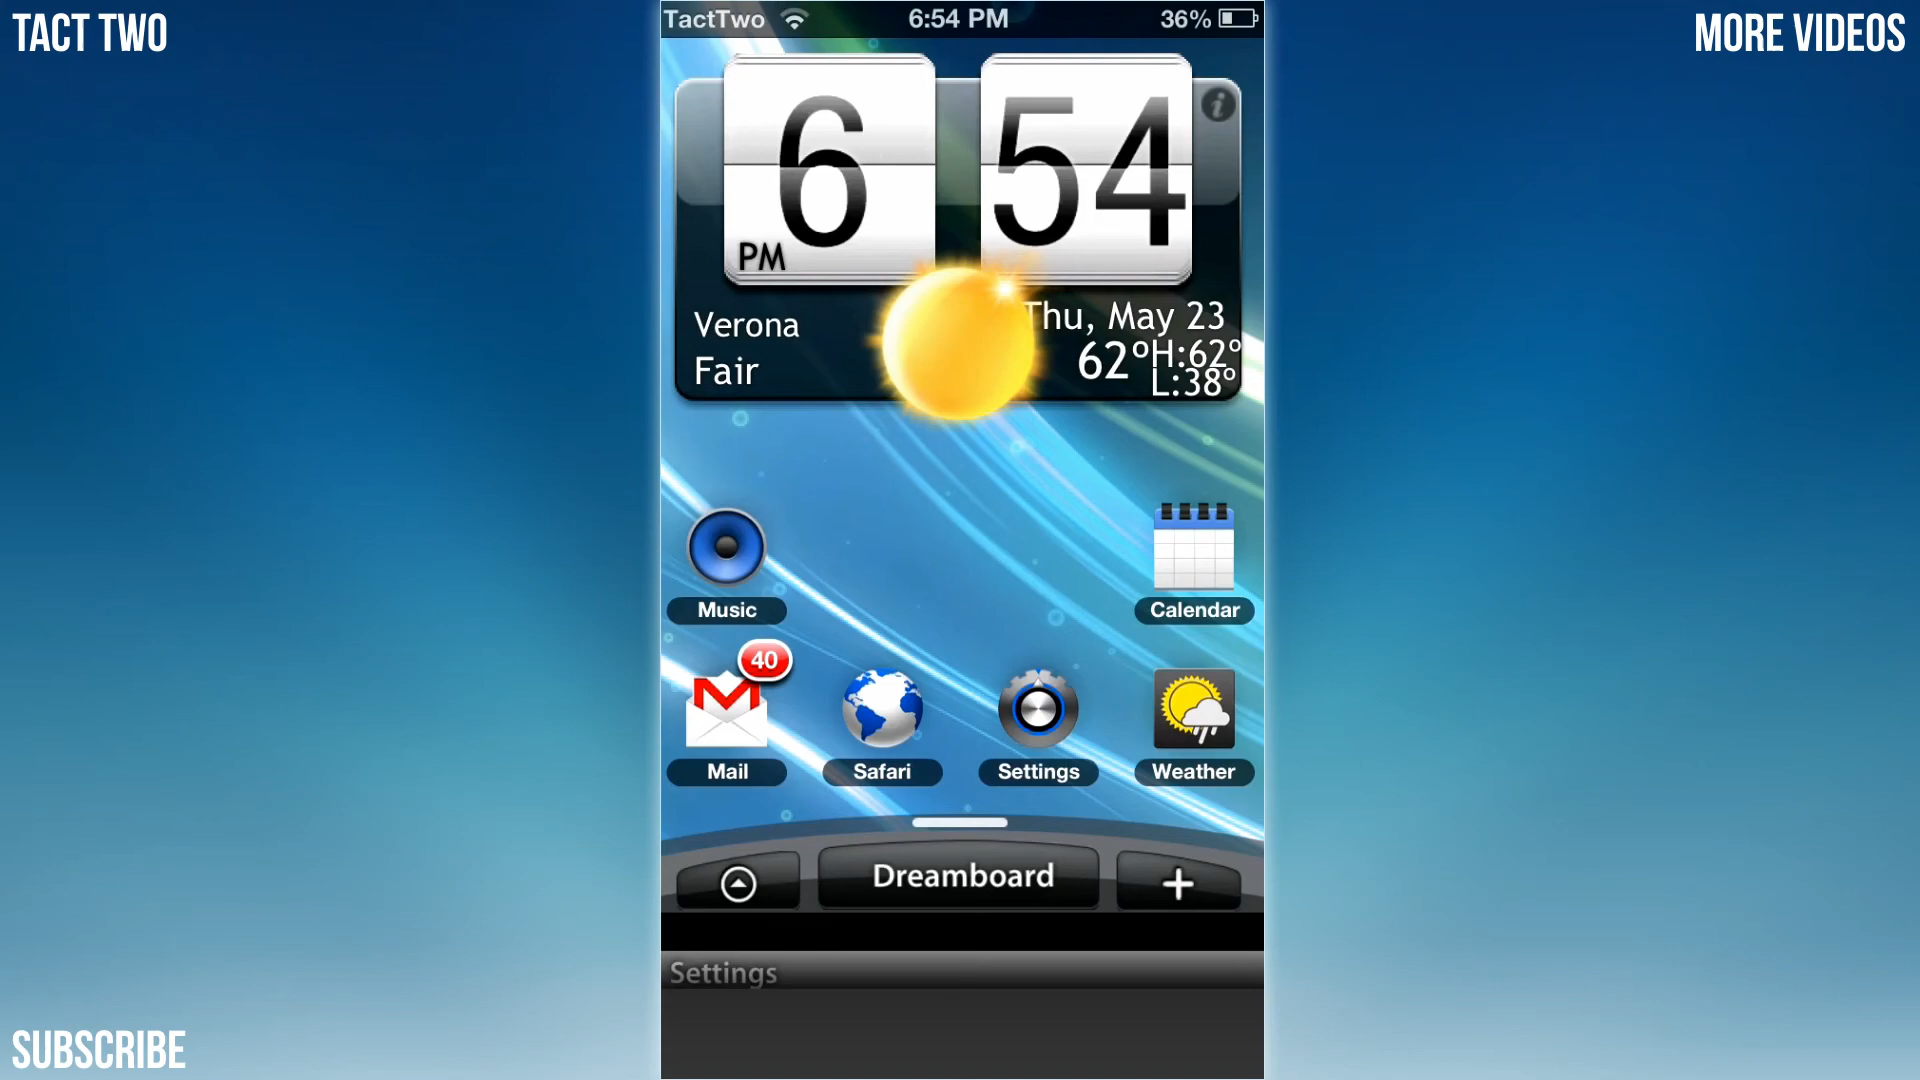 TACT TWO
MORE VIDEOS
TactTwo 6:54 PM 36%
6 54
PM
i
Verona
Fair
Thu, May 23
62° H:62°
L:38°
Music
Calendar
40
Mail
Safari
Settings
Weather
Dreamboard
Settings
SUBSCRIBE